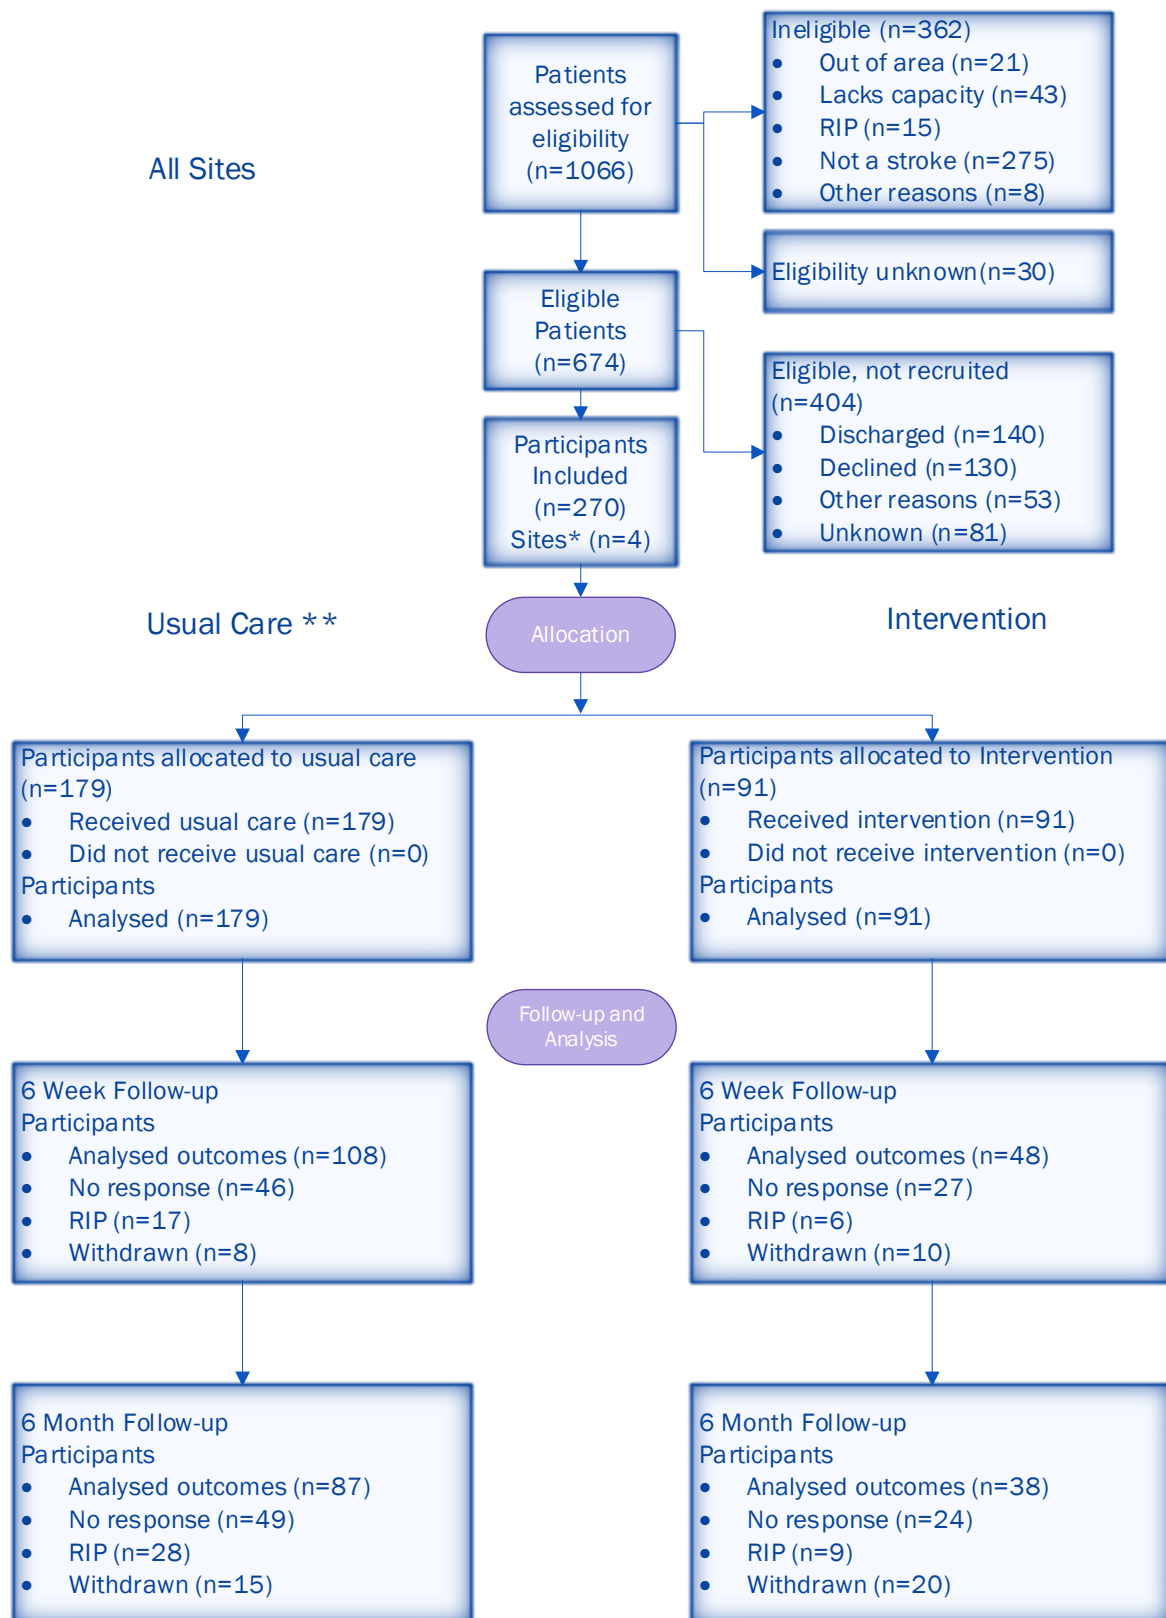 All Sites
Patients
assessed for
eligibility
(n=1066)
Ineligible (n=362)
• Out of area (n=21)
• Lacks capacity (n=43)
• RIP (n=15)
• Not a stroke (n=275)
• Other reasons (n=8)
Eligibility unknown(n=30)
Eligible
Patients
(n=674)
Eligible, not recruited
(n=404)
• Discharged (n=140)
• Declined (n=130)
• Other reasons (n=53)
• Unknown (n=81)
Participants
Included
(n=270)
Sites* (n=4)
Usual Care **
Allocation
Intervention
Participants allocated to usual care
(n=179)
• Received usual care (n=179)
• Did not receive usual care (n=0)
Participants
• Analysed (n=179)
Participants allocated to Intervention
(n=91)
• Received intervention (n=91)
• Did not receive intervention (n=0)
Participants
• Analysed (n=91)
Follow-up and
Analysis
6 Week Follow-up
Participants
• Analysed outcomes (n=108)
• No response (n=46)
• RIP (n=17)
• Withdrawn (n=8)
6 Week Follow-up
Participants
• Analysed outcomes (n=48)
• No response (n=27)
• RIP (n=6)
• Withdrawn (n=10)
6 Month Follow-up
Participants
• Analysed outcomes (n=87)
• No response (n=49)
• RIP (n=28)
• Withdrawn (n=15)
6 Month Follow-up
Participants
• Analysed outcomes (n=38)
• No response (n=24)
• RIP (n=9)
• Withdrawn (n=20)